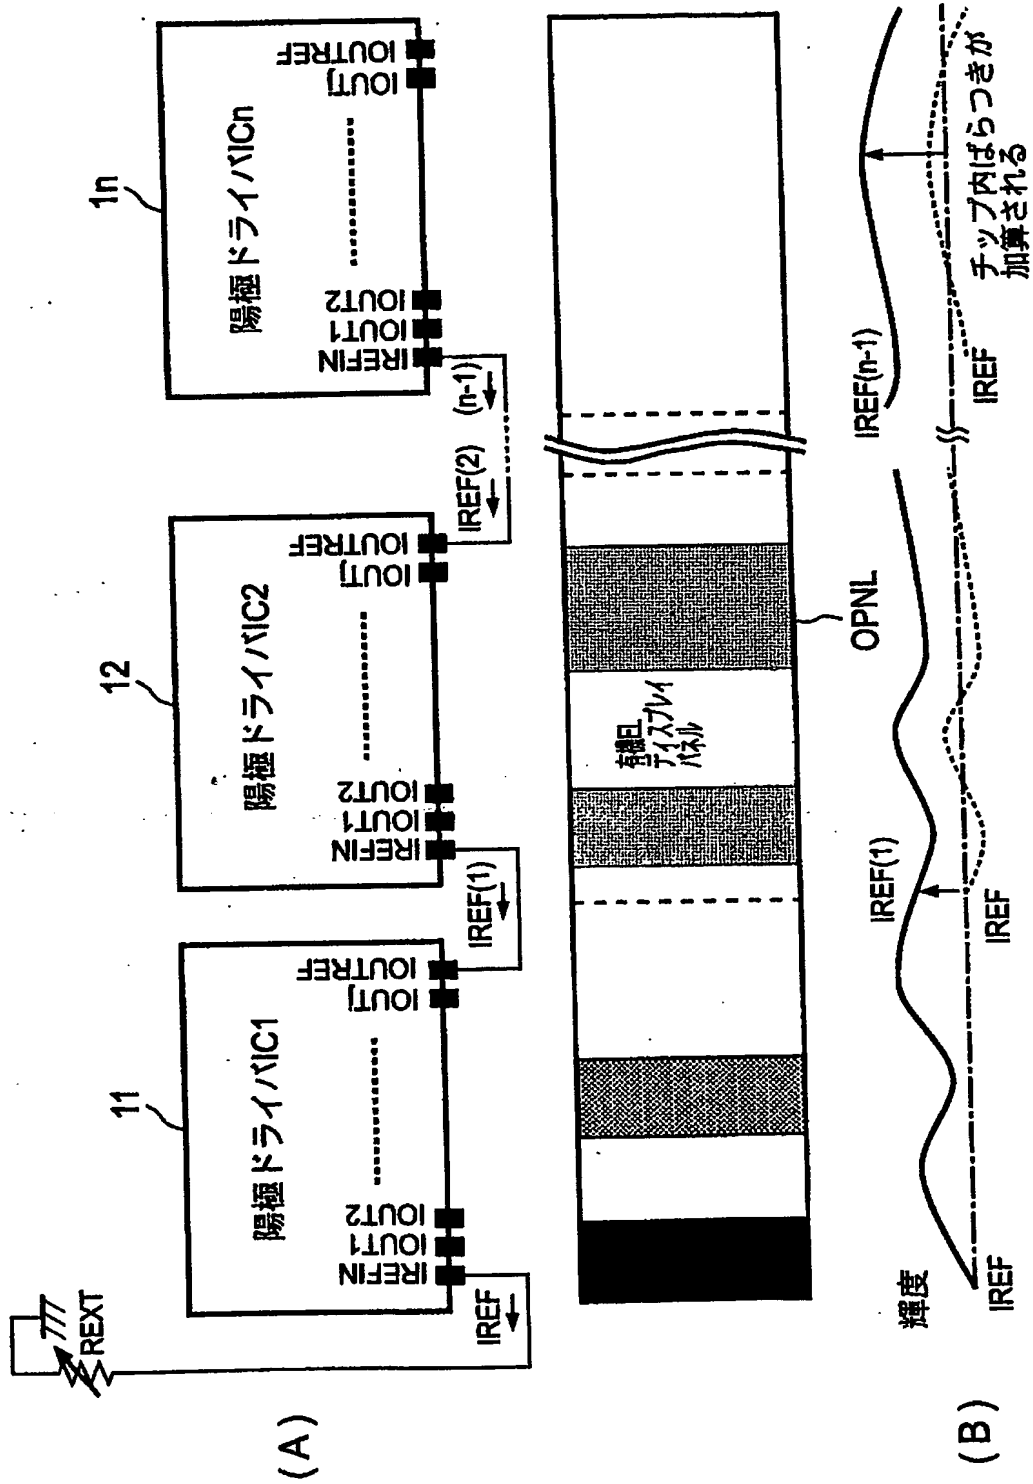 (A)
REXT
IREF
11
陽極ドライバIC1
IREFIN
IOUT1
IOUT2
IOUTj
IOUTREF
IREF(1)
12
陽極ドライバIC2
IREFIN
IOUT1
IOUT2
IOUTj
IOUTREF
IREF(2)
(n-1)
1n
陽極ドライバICn
IREFIN
IOUT1
IOUT2
IOUTj
IOUTREF
有機EL
ディスプレイ
パネル
OPNL
(B)
輝度
IREF
IREF(1)
IREF
IREF(n-1)
IREF
チップ内ばらつきが
加算される